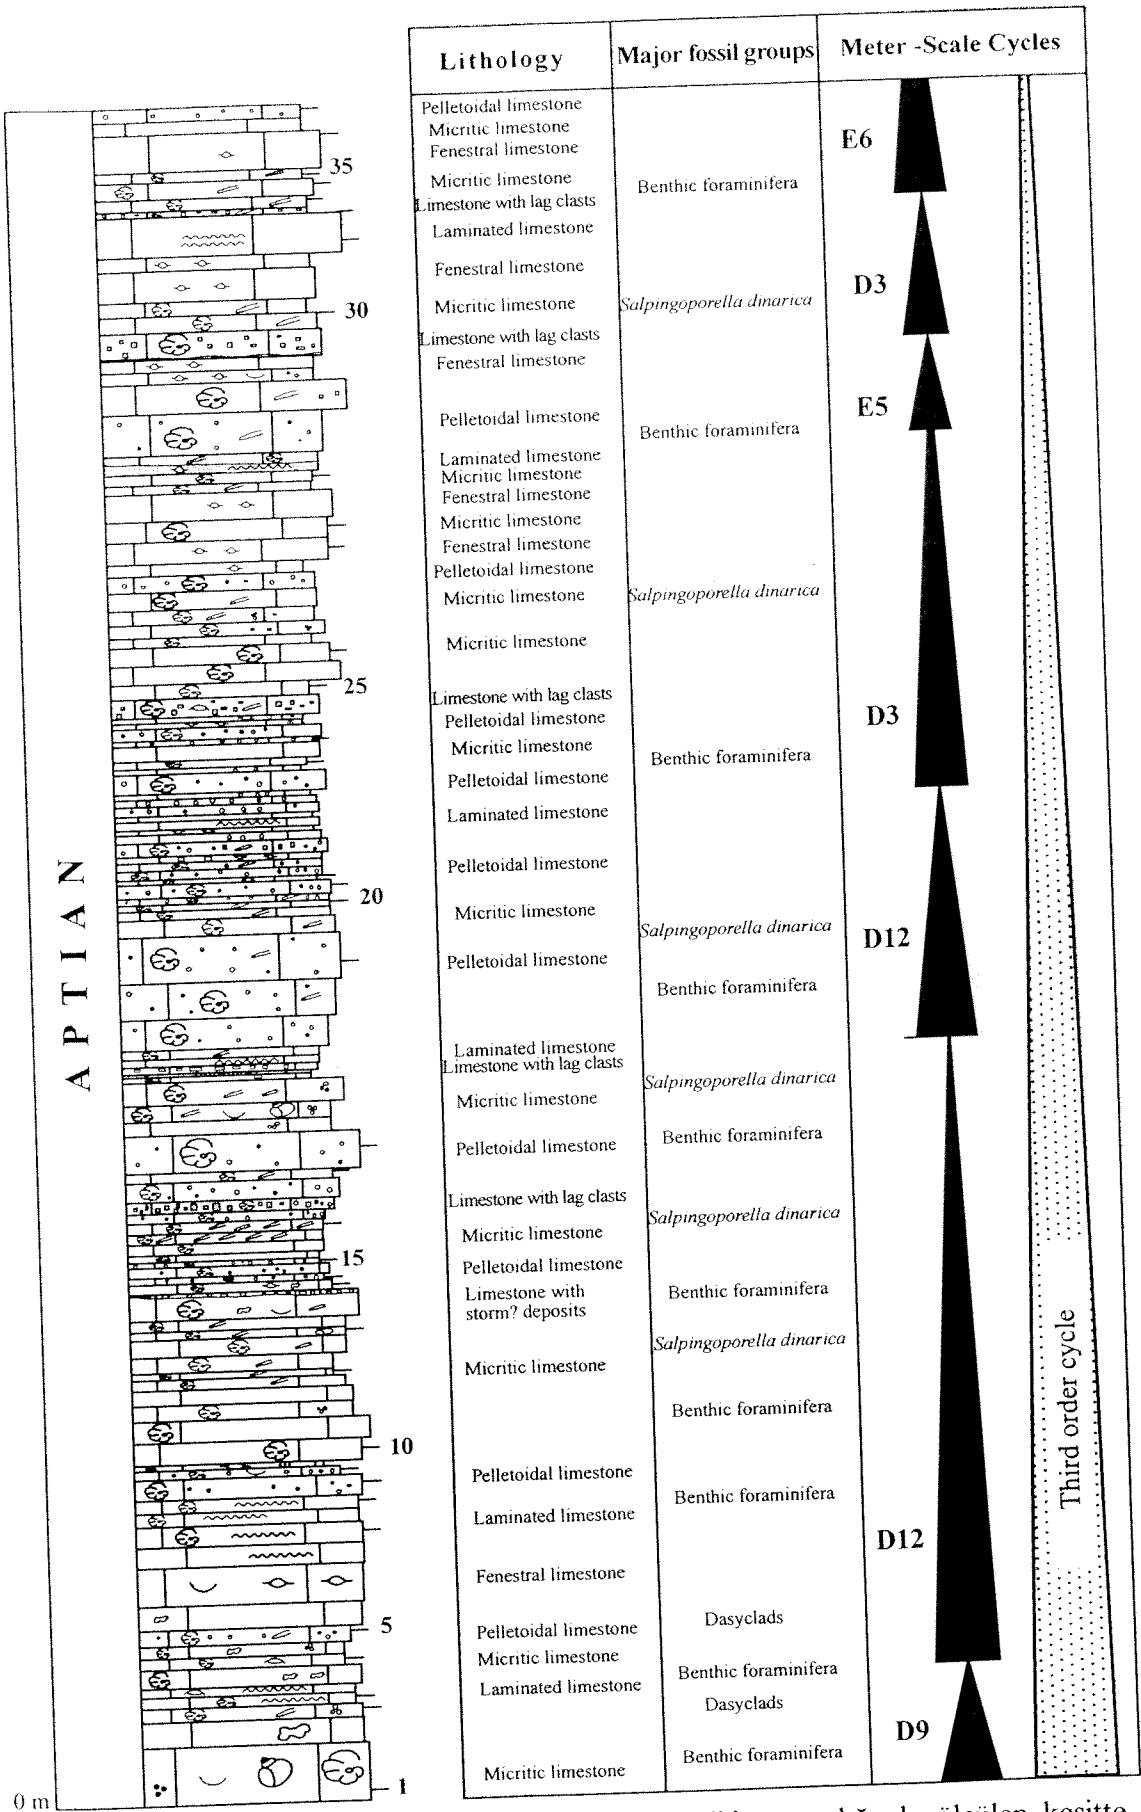 Lithology
Major fossil groups
Meter -Scale Cycles
Pelletoidal limestone
Micritic limestone
Fenestral limestone
Micritic limestone
Limestone with lag clasts
Laminated limestone
Fenestral limestone
Micritic limestone
Limestone with lag clasts
Fenestral limestone
Pelletoidal limestone
Laminated limestone
Micritic limestone
Fenestral limestone
Micritic limestone
Fenestral limestone
Pelletoidal limestone
Micritic limestone
Micritic limestone
Limestone with lag clasts
Pelletoidal limestone
Micritic limestone
Pelletoidal limestone
Laminated limestone
Pelletoidal limestone
Micritic limestone
Pelletoidal limestone
Laminated limestone
Limestone with lag clasts
Micritic limestone
Pelletoidal limestone
Limestone with lag clasts
Micritic limestone
Pelletoidal limestone
Limestone with
storm? deposits
Micritic limestone
Pelletoidal limestone
Laminated limestone
Fenestral limestone
Pelletoidal limestone
Micritic limestone
Laminated limestone
Micritic limestone
Benthic foraminifera
Salpingoporella dinarica
Benthic foraminifera
Salpingoporella dinarica
Benthic foraminifera
Salpingoporella dinarica
Benthic foraminifera
Salpingoporella dinarica
Benthic foraminifera
Salpingoporella dinarica
Benthic foraminifera
Salpingoporella dinarica
Benthic foraminifera
Benthic foraminifera
Dasyclads
Benthic foraminifera
Dasyclads
Benthic foraminifera
E6
D3
E5
D3
D12
D12
D9
Third order cycle
APTIAN
35
30
25
20
15
10
5
1
0 m